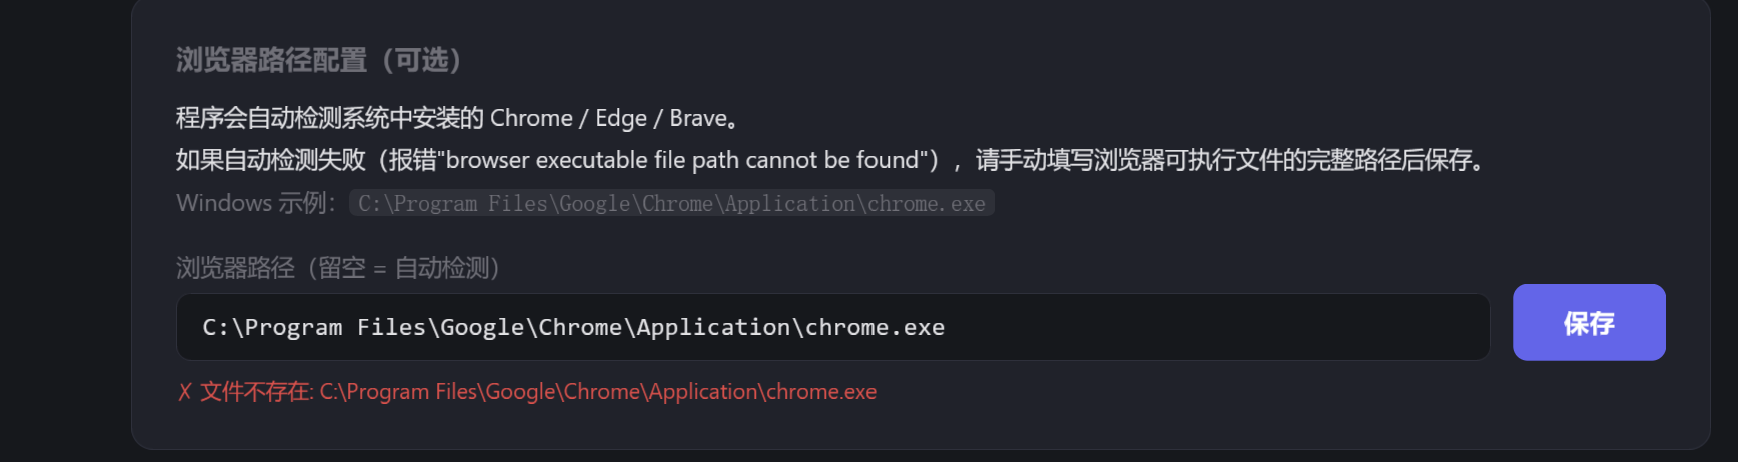 浏览器路径配置（可选）
程序会自动检测系统中安装的 Chrome / Edge / Brave。
如果自动检测失败（报错"browser executable file path cannot be found"），请手动填写浏览器可执行文件的完整路径后保存。
Windows 示例： C:\Program Files\Google\Chrome\Application\chrome.exe
浏览器路径（留空 = 自动检测）
C:\Program Files\Google\Chrome\Application\chrome.exe
保存
✗ 文件不存在: C:\Program Files\Google\Chrome\Application\chrome.exe